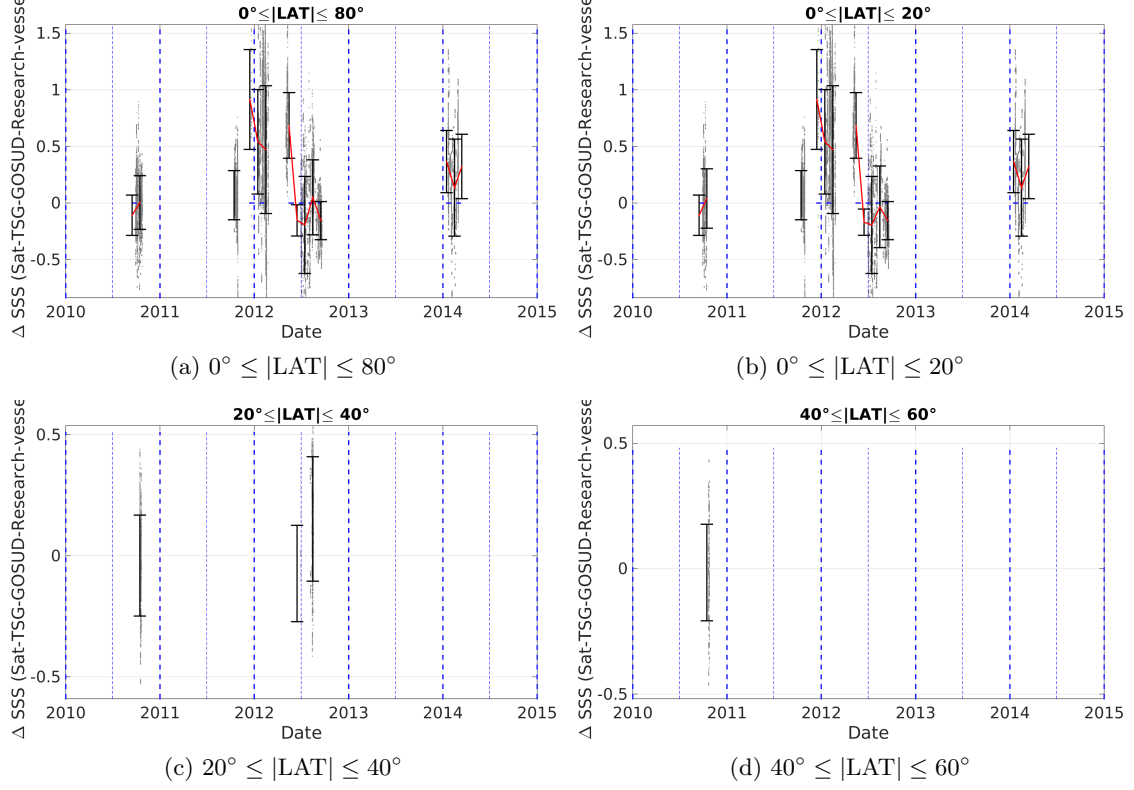 0°≤|LAT|≤ 80°
Δ SSS (Sat-TSG-GOSUD-Research-vesse
1.5
1
0.5
0
-0.5
2010 2011 2012 2013 2014 2015
Date
(a) 0° ≤ |LAT| ≤ 80°
0°≤|LAT|≤ 20°
Δ SSS (Sat-TSG-GOSUD-Research-vesse
1.5
1
0.5
0
-0.5
2010 2011 2012 2013 2014 2015
Date
(b) 0° ≤ |LAT| ≤ 20°
20°≤|LAT|≤ 40°
Δ SSS (Sat-TSG-GOSUD-Research-vesse
0.5
0
-0.5
2010 2011 2012 2013 2014 2015
Date
(c) 20° ≤ |LAT| ≤ 40°
40°≤|LAT|≤ 60°
Δ SSS (Sat-TSG-GOSUD-Research-vesse
0.5
0
-0.5
2010 2011 2012 2013 2014 2015
Date
(d) 40° ≤ |LAT| ≤ 60°